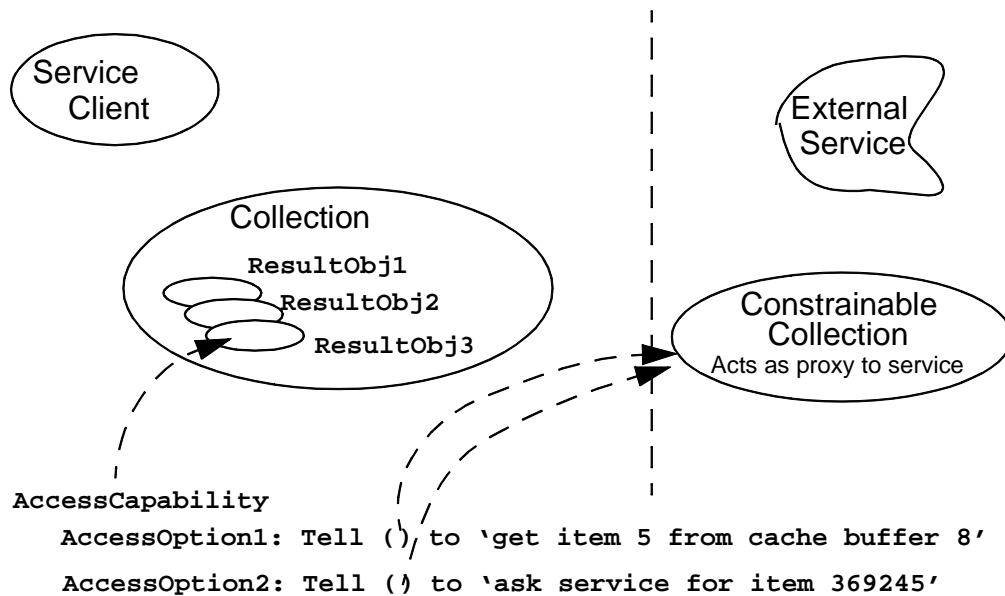 Service
Client
External
Service
Collection
ResultObj1
ResultObj2
ResultObj3
Constrainable
Collection
Acts as proxy to service
AccessCapability
AccessOption1: Tell () to ‘get item 5 from cache buffer 8’
AccessOption2: Tell () to ‘ask service for item 369245’